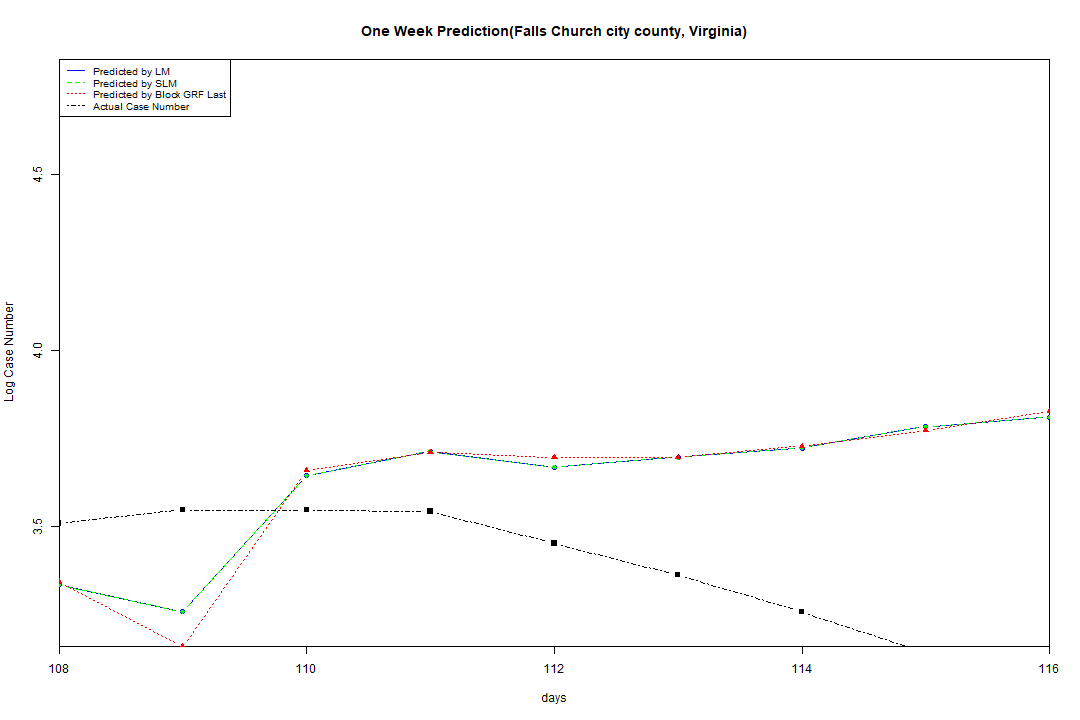 One Week Prediction(Falls Church city county, Virginia)
Predicted by LM
Predicted by SLM
Predicted by Block GRF Last
Actual Case Number
4.5
4.0
3.5
Log Case Number
108 110 112 114 116
days